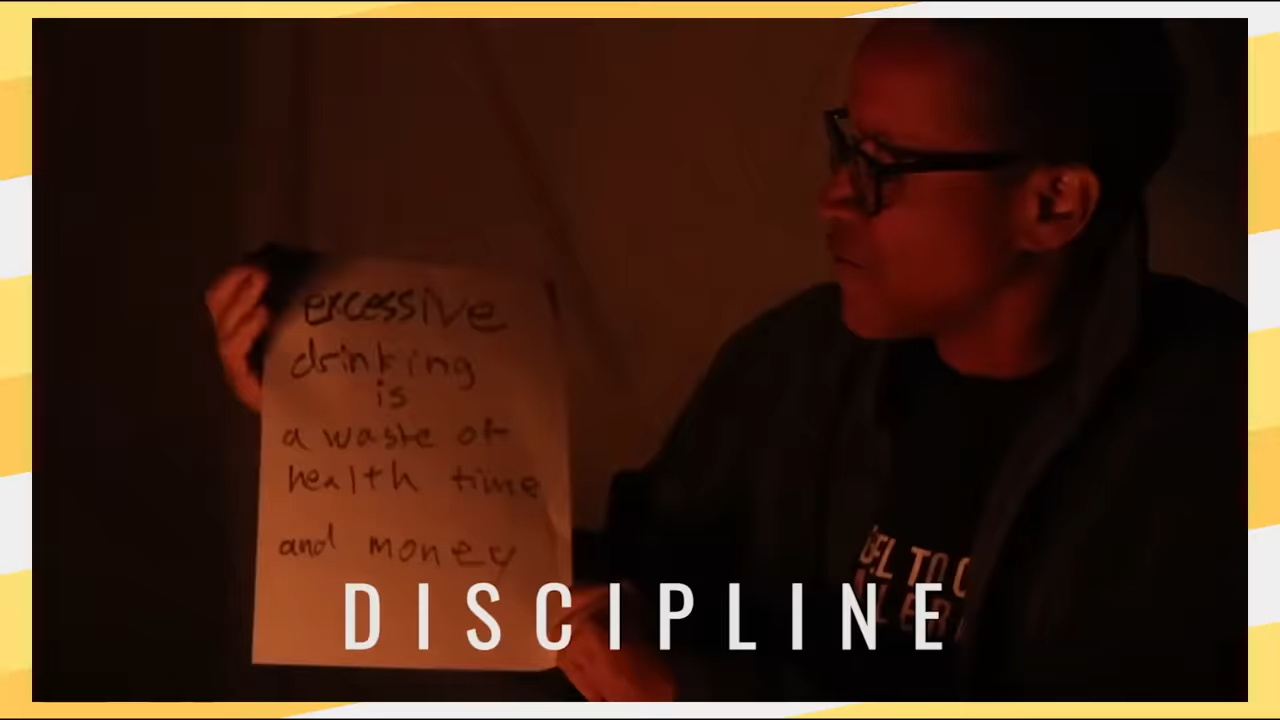 excessive
drinking
is
a waste of
health time
and money
DISCIPLINE